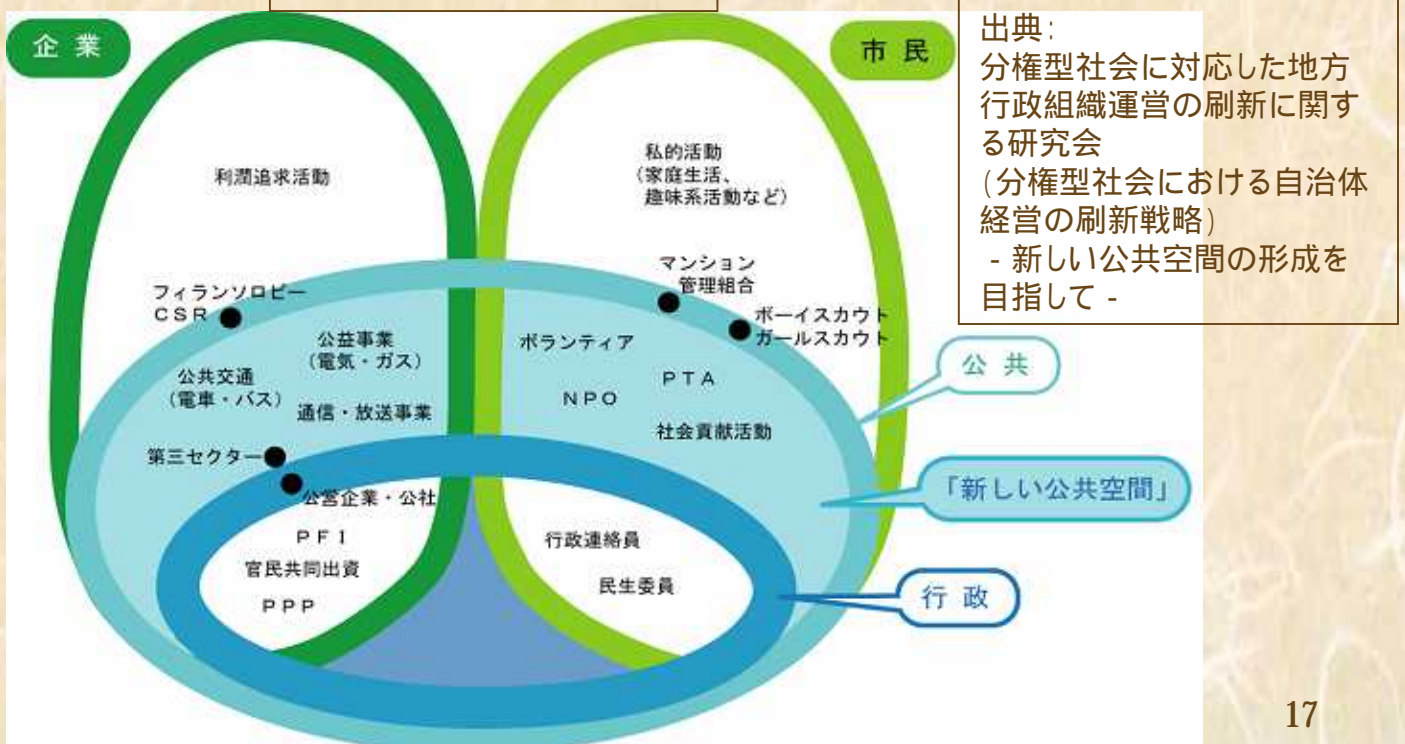 企業
市民
出典：
分権型社会に対応した地方
行政組織運営の刷新に関す
る研究会
(分権型社会における自治体
経営の刷新戦略)
- 新しい公共空間の形成を
目指して -
利潤追求活動
私的活動
(家庭生活、
趣味系活動など)
マンション
管理組合
フィランソロピー
CSR
ボーイスカウト
ガールスカウト
公益事業
(電気・ガス)
ボランティア
公共
公共交通
(電車・バス)
PTA
NPO
通信・放送事業
社会貢献活動
第三セクター
「新しい公共空間」
公営企業・公社
PFI
行政連絡員
官民共同出資
民生委員
行政
PPP
17